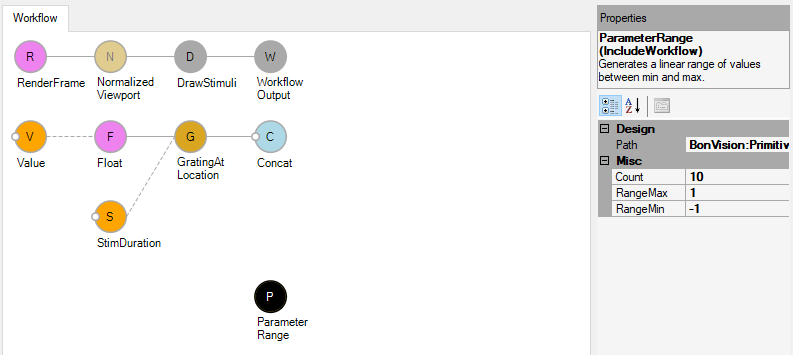 Workflow
R
N
D
W
RenderFrame
Normalized
Viewport
DrawStimuli
Workflow
Output
V
F
G
C
Value
Float
GratingAt
Location
Concat
S
StimDuration
P
Parameter
Range
Properties
ParameterRange
(IncludeWorkflow)
Generates a linear range of values
between min and max.
A
Z
Design
Path BonVision:Primitiv
Misc
Count 10
RangeMax 1
RangeMin -1